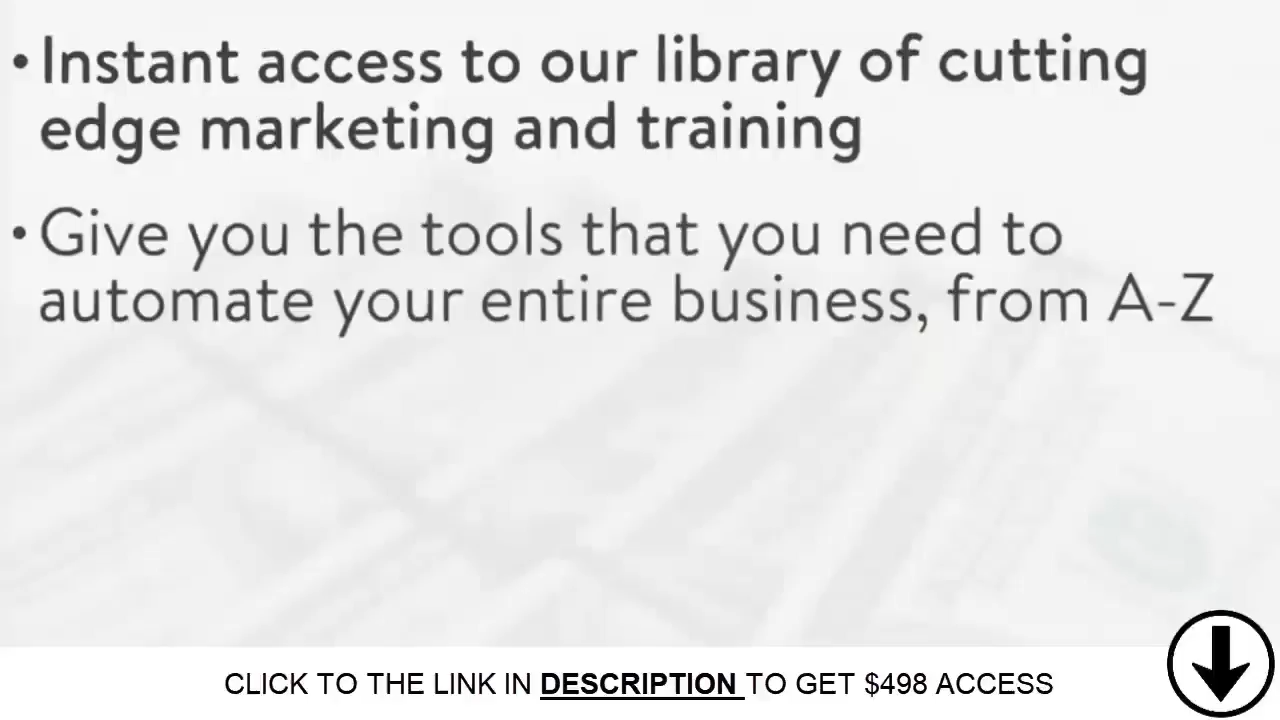 • Instant access to our library of cutting
edge marketing and training
• Give you the tools that you need to
automate your entire business, from A-Z
CLICK TO THE LINK IN DESCRIPTION TO GET $498 ACCESS